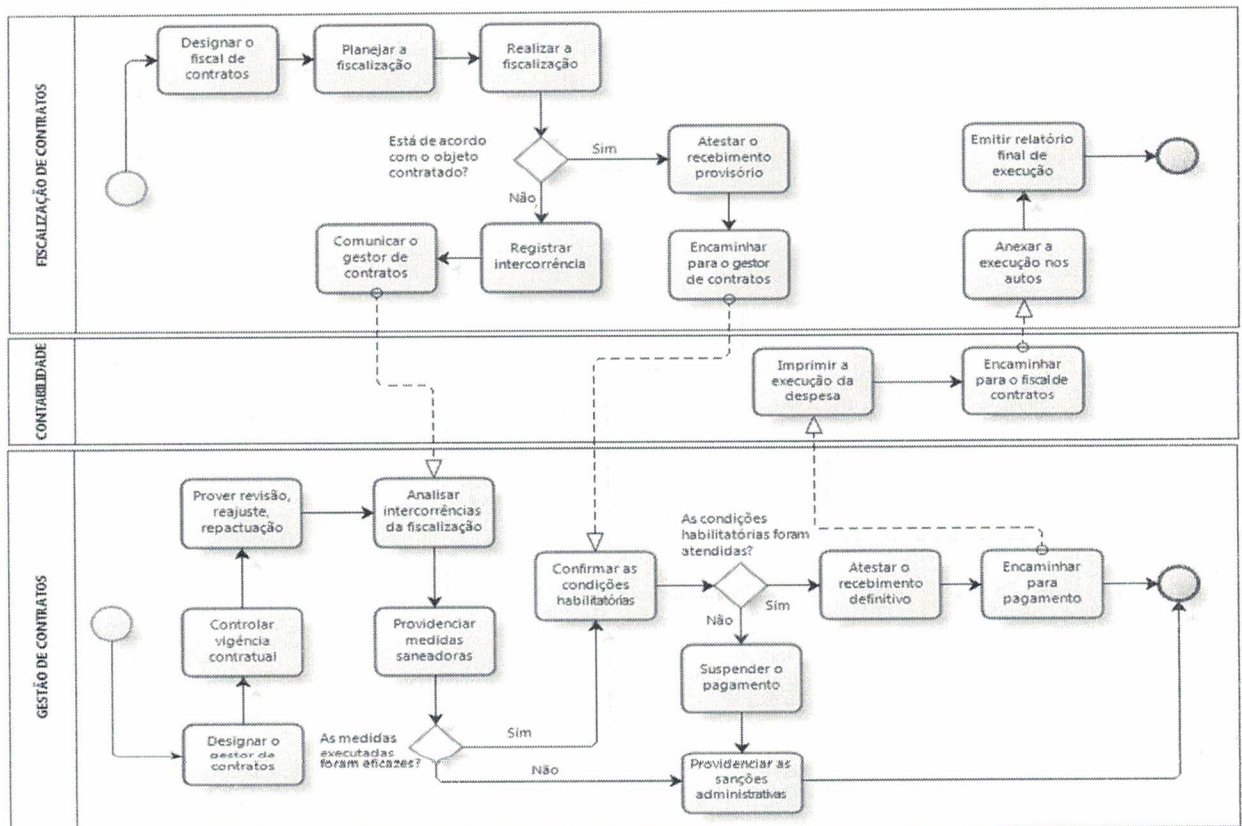 FISCALIZAÇÃO DE CONTRATOS
Designar o
fiscal de
contratos
Planejar a
fiscalização
Realizar a
fiscalização
Está de acordo
com o objeto
contratado?
Sim
Não
Atestar o
recebimento
provisório
Encaminhar
para o gestor
de contratos
Registrar
intercorrência
Comunicar o
gestor de
contratos
Emitir relatório
final de
execução
Anexar a
execução nos
autos
CONTABILIDADE
Imprimir a
execução da
despesa
Encaminhar
para o fiscal de
contratos
GESTÃO DE CONTRATOS
Prover revisão,
reajuste,
repactuação
Analisar
intercorrências
da fiscalização
Controlar
vigência
contratual
Providenciar
medidas
saneadoras
Designar o
gestor de
contratos
As medidas
executadas
foram eficazes?
Sim
Não
Confirmar as
condições
habilitatórias
As condições
habilitatórias foram
atendidas?
Sim
Não
Atestar o
recebimento
definitivo
Encaminhar
para
pagamento
Suspender o
pagamento
Providenciar as
sanções
administrativas